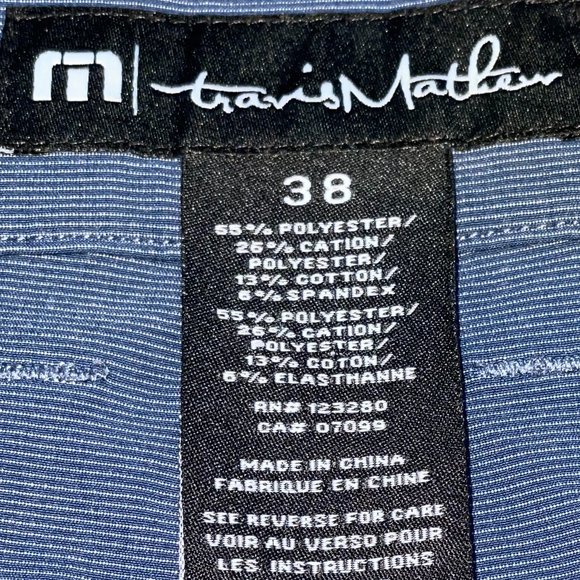 m | travisMathew
38
55% POLYESTER/
26% CATION/
POLYESTER/
13% COTTON/
6% SPANDEX
55% POLYESTER/
26% CATION/
POLYESTER/
13% COTON/
6% ELASTHANNE
RN# 123280
CA# 07099
MADE IN CHINA
FABRIQUE EN CHINE
SEE REVERSE FOR CARE
VOIR AU VERSO POUR
LES INSTRUCTIONS